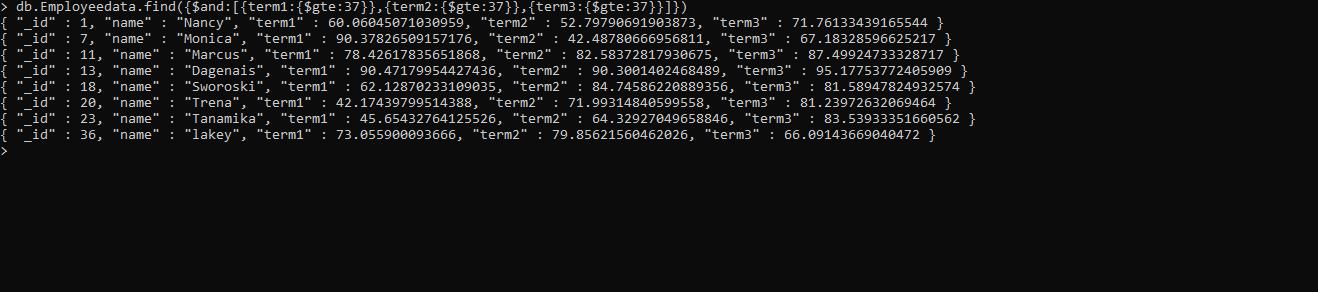 > db.Employeedata.find({$and:[{term1:{$gte:37}},{term2:{$gte:37}},{term3:{$gte:37}}]})
{ "_id" : 1, "name" : "Nancy", "term1" : 60.06045071030959, "term2" : 52.79790691903873, "term3" : 71.76133439165544 }
{ "_id" : 7, "name" : "Monica", "term1" : 90.37826509157176, "term2" : 42.48780666956811, "term3" : 67.18328596625217 }
{ "_id" : 11, "name" : "Marcus", "term1" : 78.42617835651868, "term2" : 82.58372817930675, "term3" : 87.49924733328717 }
{ "_id" : 13, "name" : "Dagenais", "term1" : 90.47179954427436, "term2" : 90.3001402468489, "term3" : 95.17753772405909 }
{ "_id" : 18, "name" : "Sworoski", "term1" : 62.12870233109035, "term2" : 84.74586220889356, "term3" : 81.58947824932574 }
{ "_id" : 20, "name" : "Trena", "term1" : 42.17439799514388, "term2" : 71.99314840599558, "term3" : 81.23972632069464 }
{ "_id" : 23, "name" : "Tanamika", "term1" : 45.65432764125526, "term2" : 64.32927049658846, "term3" : 83.53933351660562 }
{ "_id" : 36, "name" : "lakey", "term1" : 73.055900093666, "term2" : 79.85621560462026, "term3" : 66.09143669040472 }
>